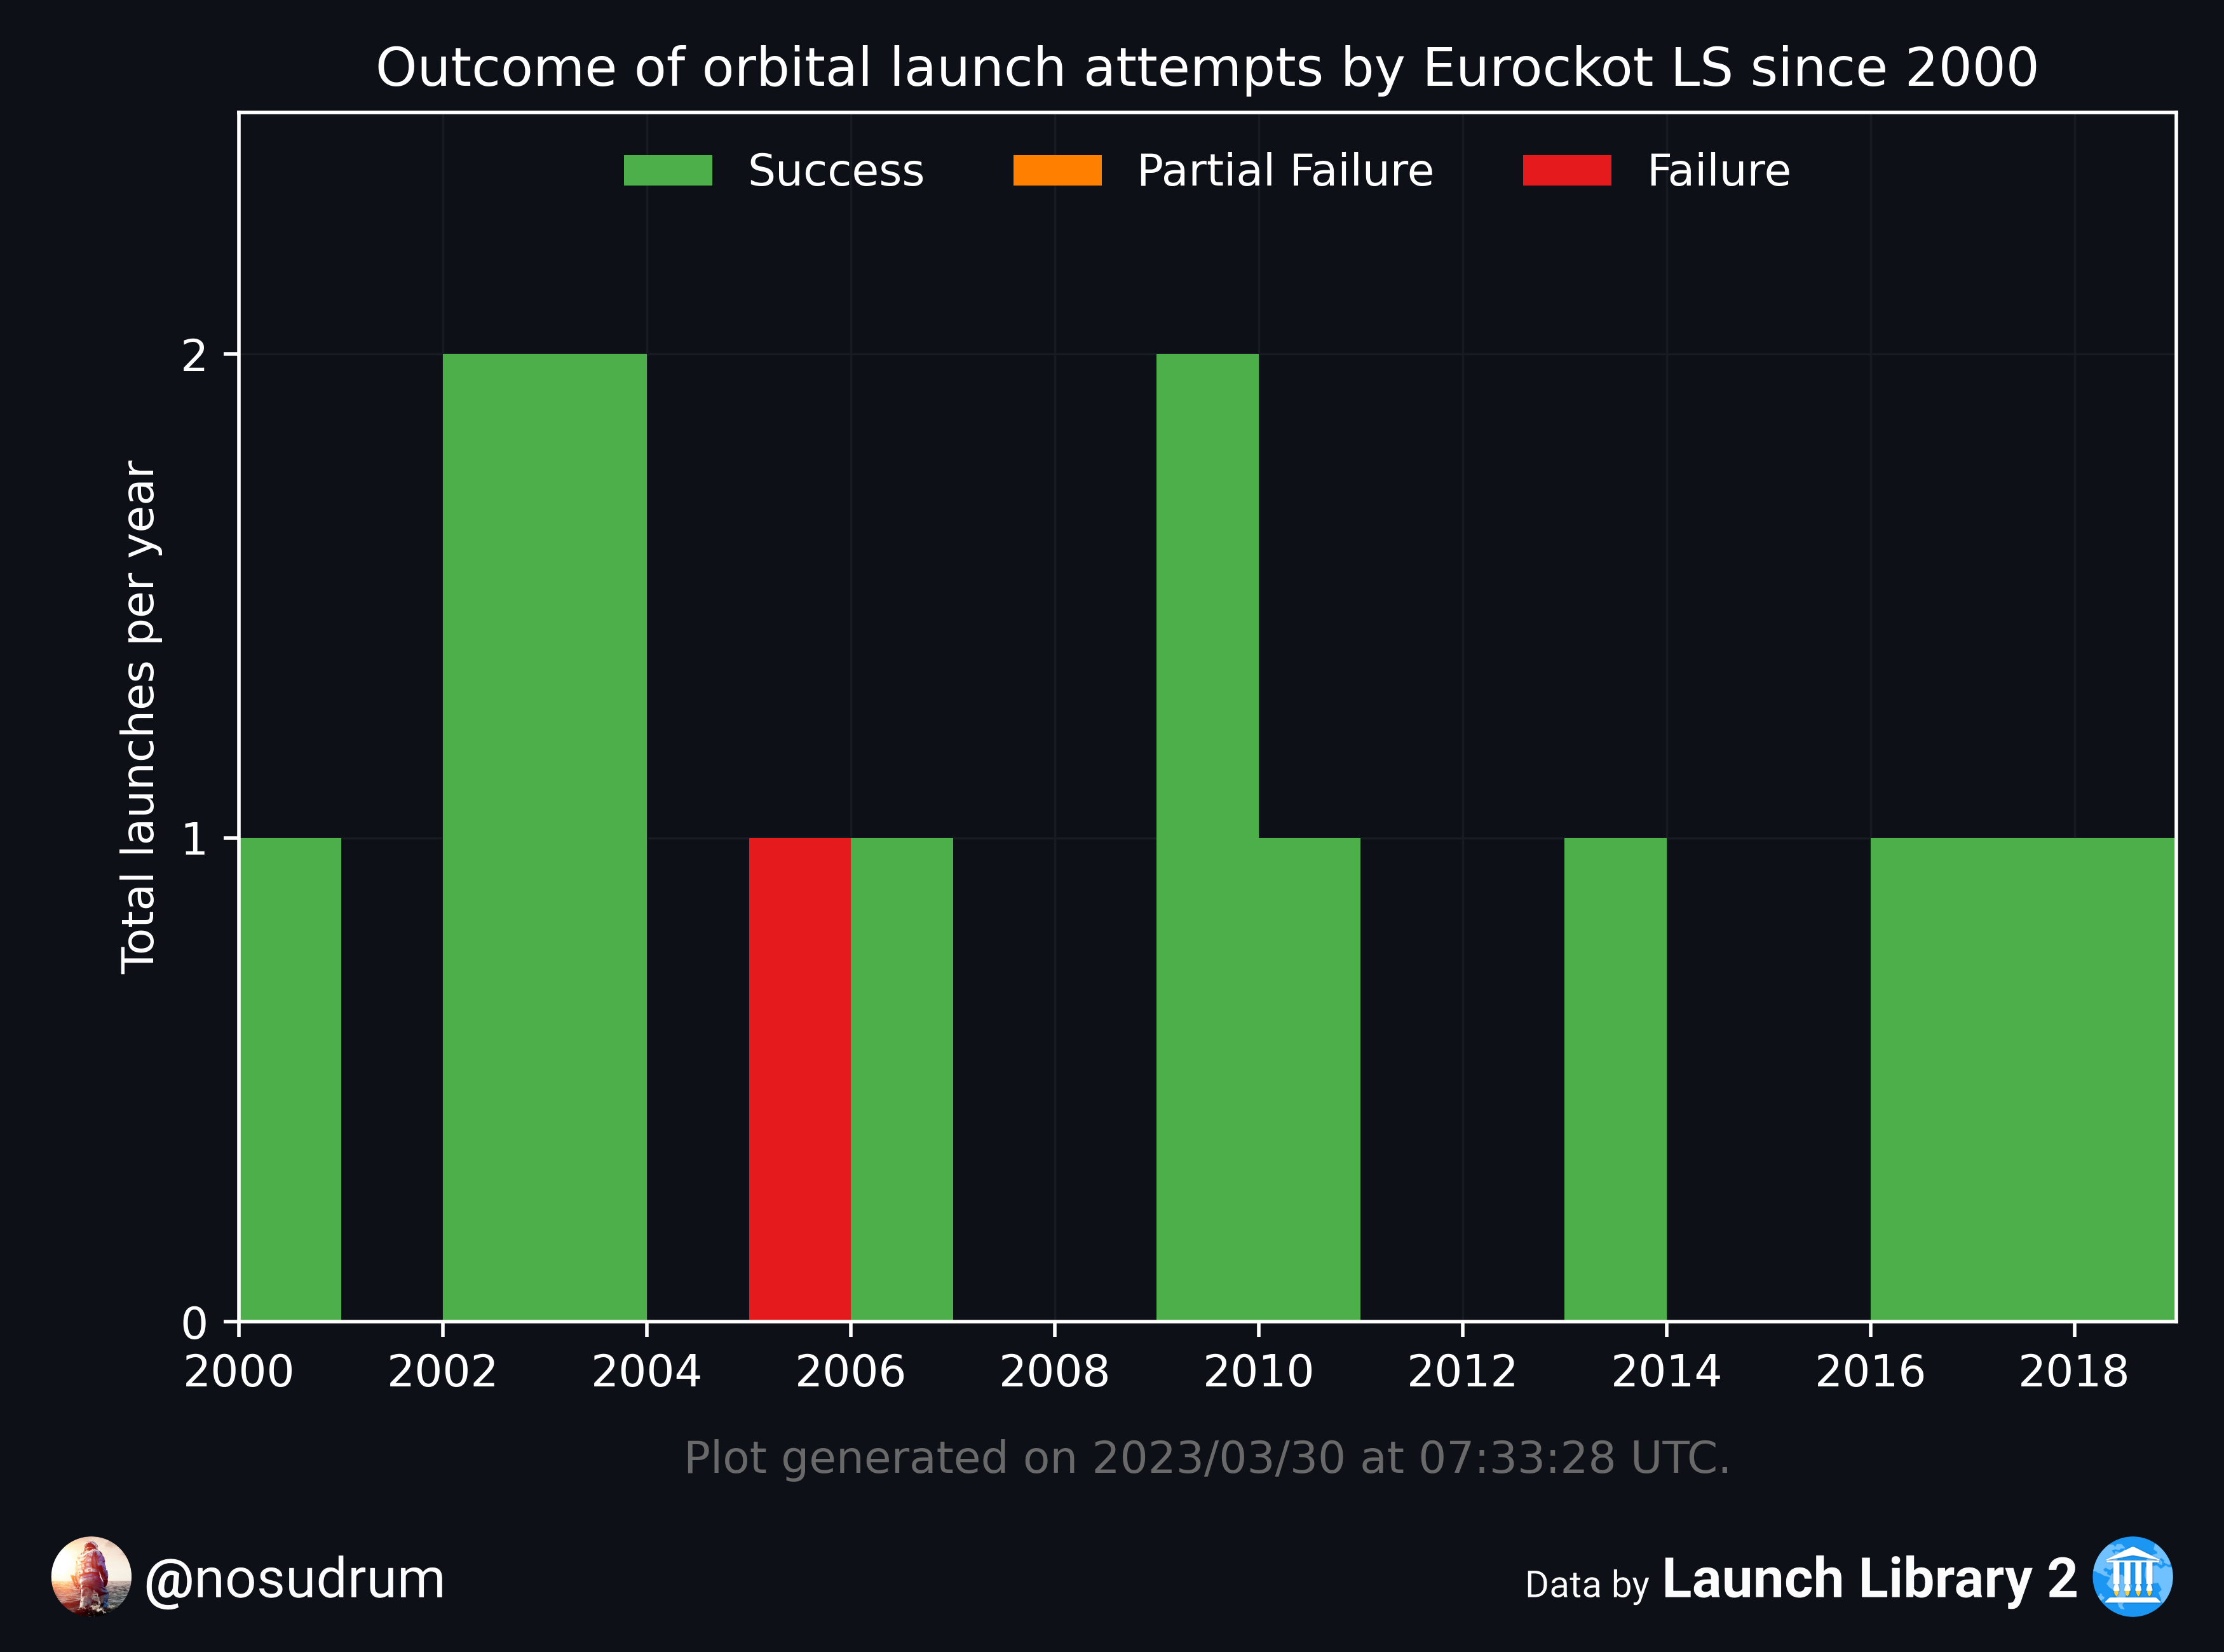 Outcome of orbital launch attempts by Eurockot LS since 2000
Success Partial Failure Failure
Total launches per year
2
1
0
2000 2002 2004 2006 2008 2010 2012 2014 2016 2018
Plot generated on 2023/03/30 at 07:33:28 UTC.
@nosudrum
Data by Launch Library 2